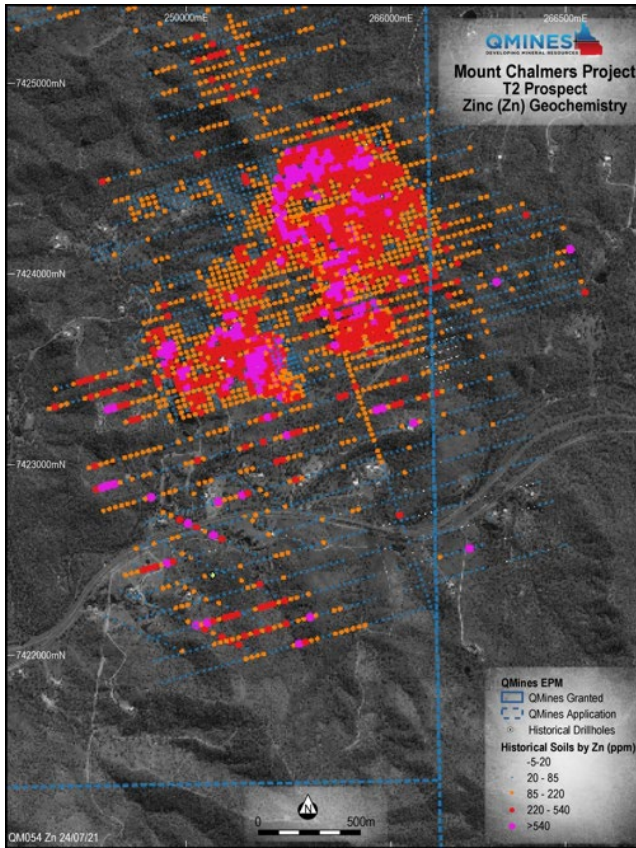 250000mE
266000mE
266500mE
QMINES
DEVELOPING MINERAL RESOURCES
Mount Chalmers Project
T2 Prospect
Zinc (Zn) Geochemistry
7425000mN
7424000mN
7423000mN
7422000mN
QMines EPM
QMines Granted
QMines Application
Historical Drillholes
Historical Soils by Zn (ppm)
-5-20
20 - 85
85 - 220
220 - 540
>540
N
0
500m
QM054 Zn 24/07/21